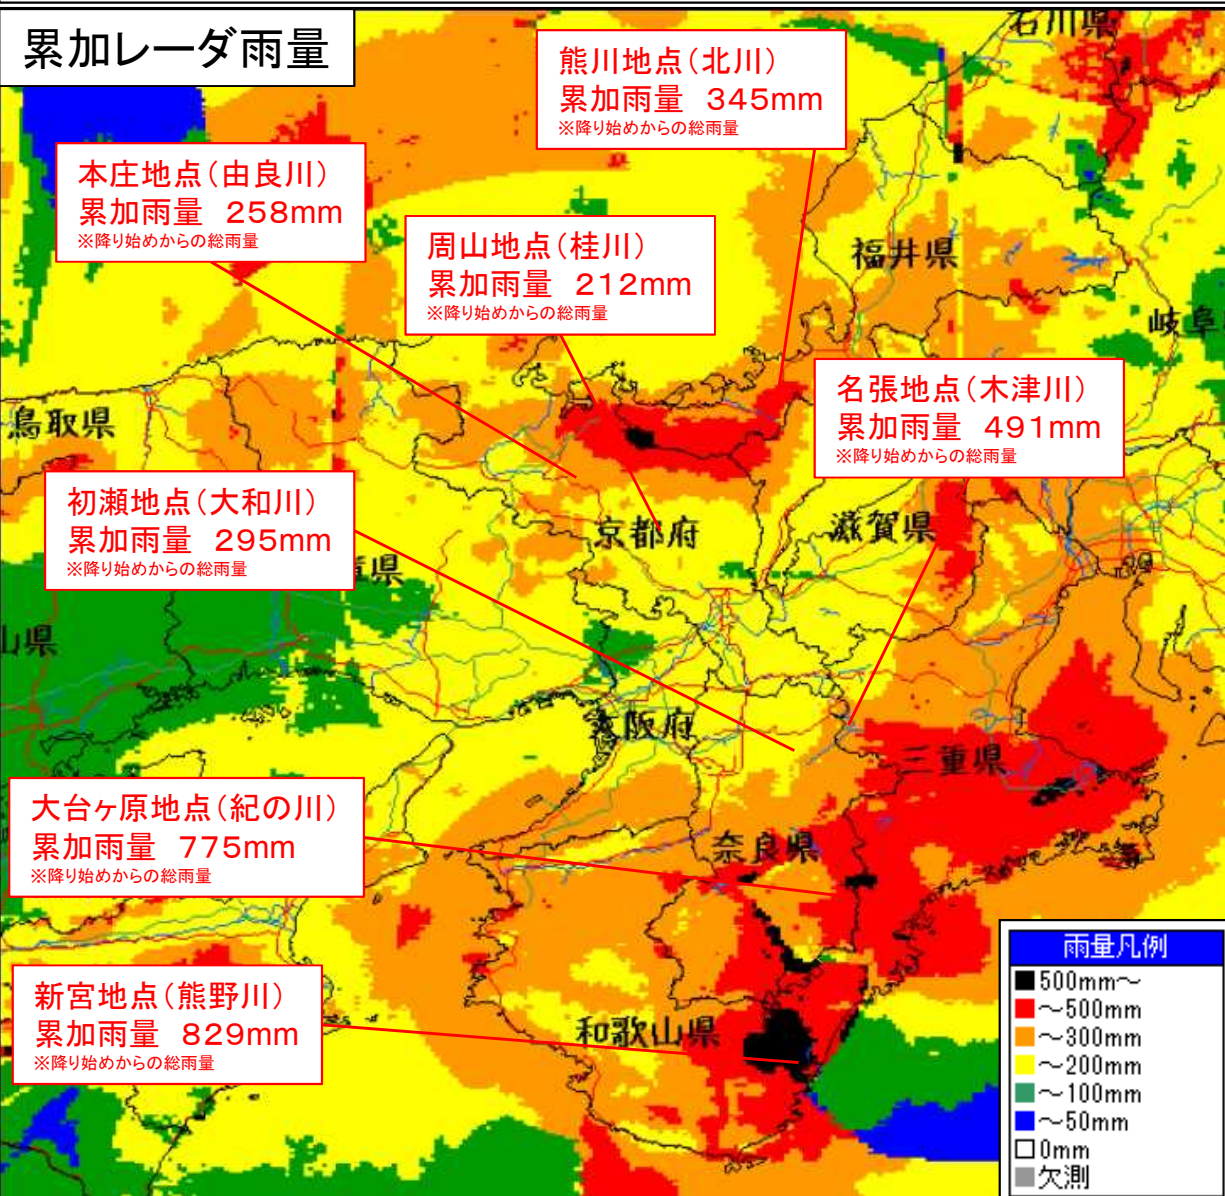 累加レーダ雨量
石川県
熊川地点(北川)
累加雨量 345mm
※降り始めからの総雨量
本庄地点(由良川)
累加雨量 258mm
※降り始めからの総雨量
周山地点(桂川)
累加雨量 212mm
※降り始めからの総雨量
福井県
岐阜
名張地点(木津川)
累加雨量 491mm
※降り始めからの総雨量
鳥取県
初瀬地点(大和川)
累加雨量 295mm
※降り始めからの総雨量
京都府
滋賀県
県
山県
大阪府
三重県
大台ヶ原地点(紀の川)
累加雨量 775mm
※降り始めからの総雨量
奈良県
新宮地点(熊野川)
累加雨量 829mm
※降り始めからの総雨量
和歌山県
雨量凡例
500mm～
～500mm
～300mm
～200mm
～100mm
～50mm
0mm
欠測